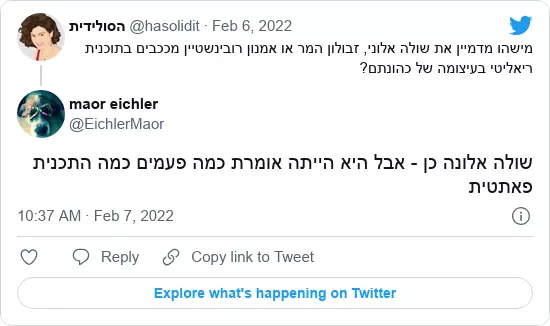 הסולידית @hasolidit · Feb 6, 2022
מישהו מדמיין את שולה אלוני, זבולון המר או אמנון רובינשטיין מככבים בתוכנית
ריאליטי בעיצומה של כהונתם?
maor eichler
@EichlerMaor
שולה אלונה כן - אבל היא הייתה אומרת כמה פעמים כמה התכנית
פאתטית
10:37 AM · Feb 7, 2022
Reply
Copy link to Tweet
Explore what's happening on Twitter